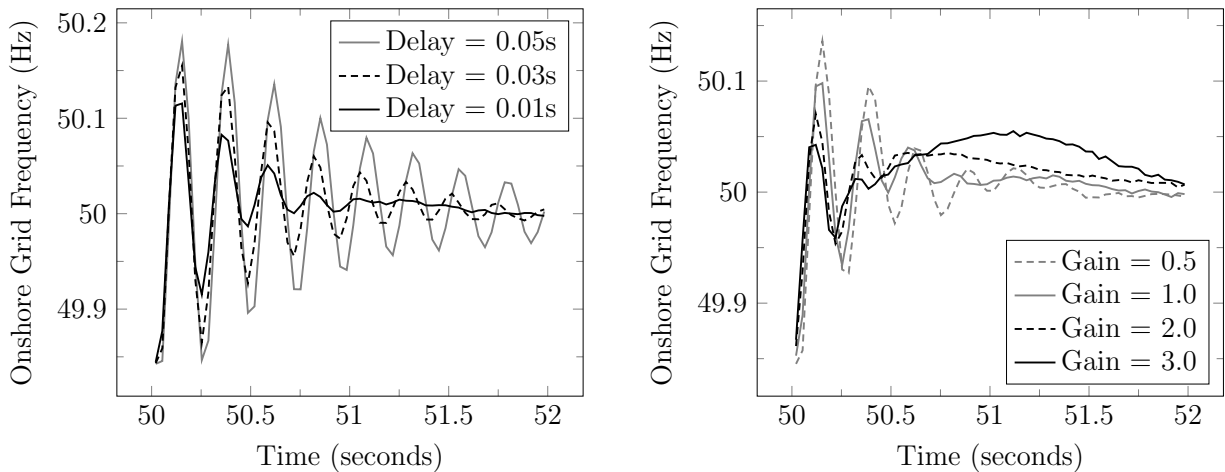 Onshore Grid Frequency (Hz)
50.2
50.1
50
49.9
Delay = 0.05s
Delay = 0.03s
Delay = 0.01s
50
50.5
51
51.5
52
Time (seconds)
Onshore Grid Frequency (Hz)
50.1
50
49.9
Gain = 0.5
Gain = 1.0
Gain = 2.0
Gain = 3.0
50
50.5
51
51.5
52
Time (seconds)